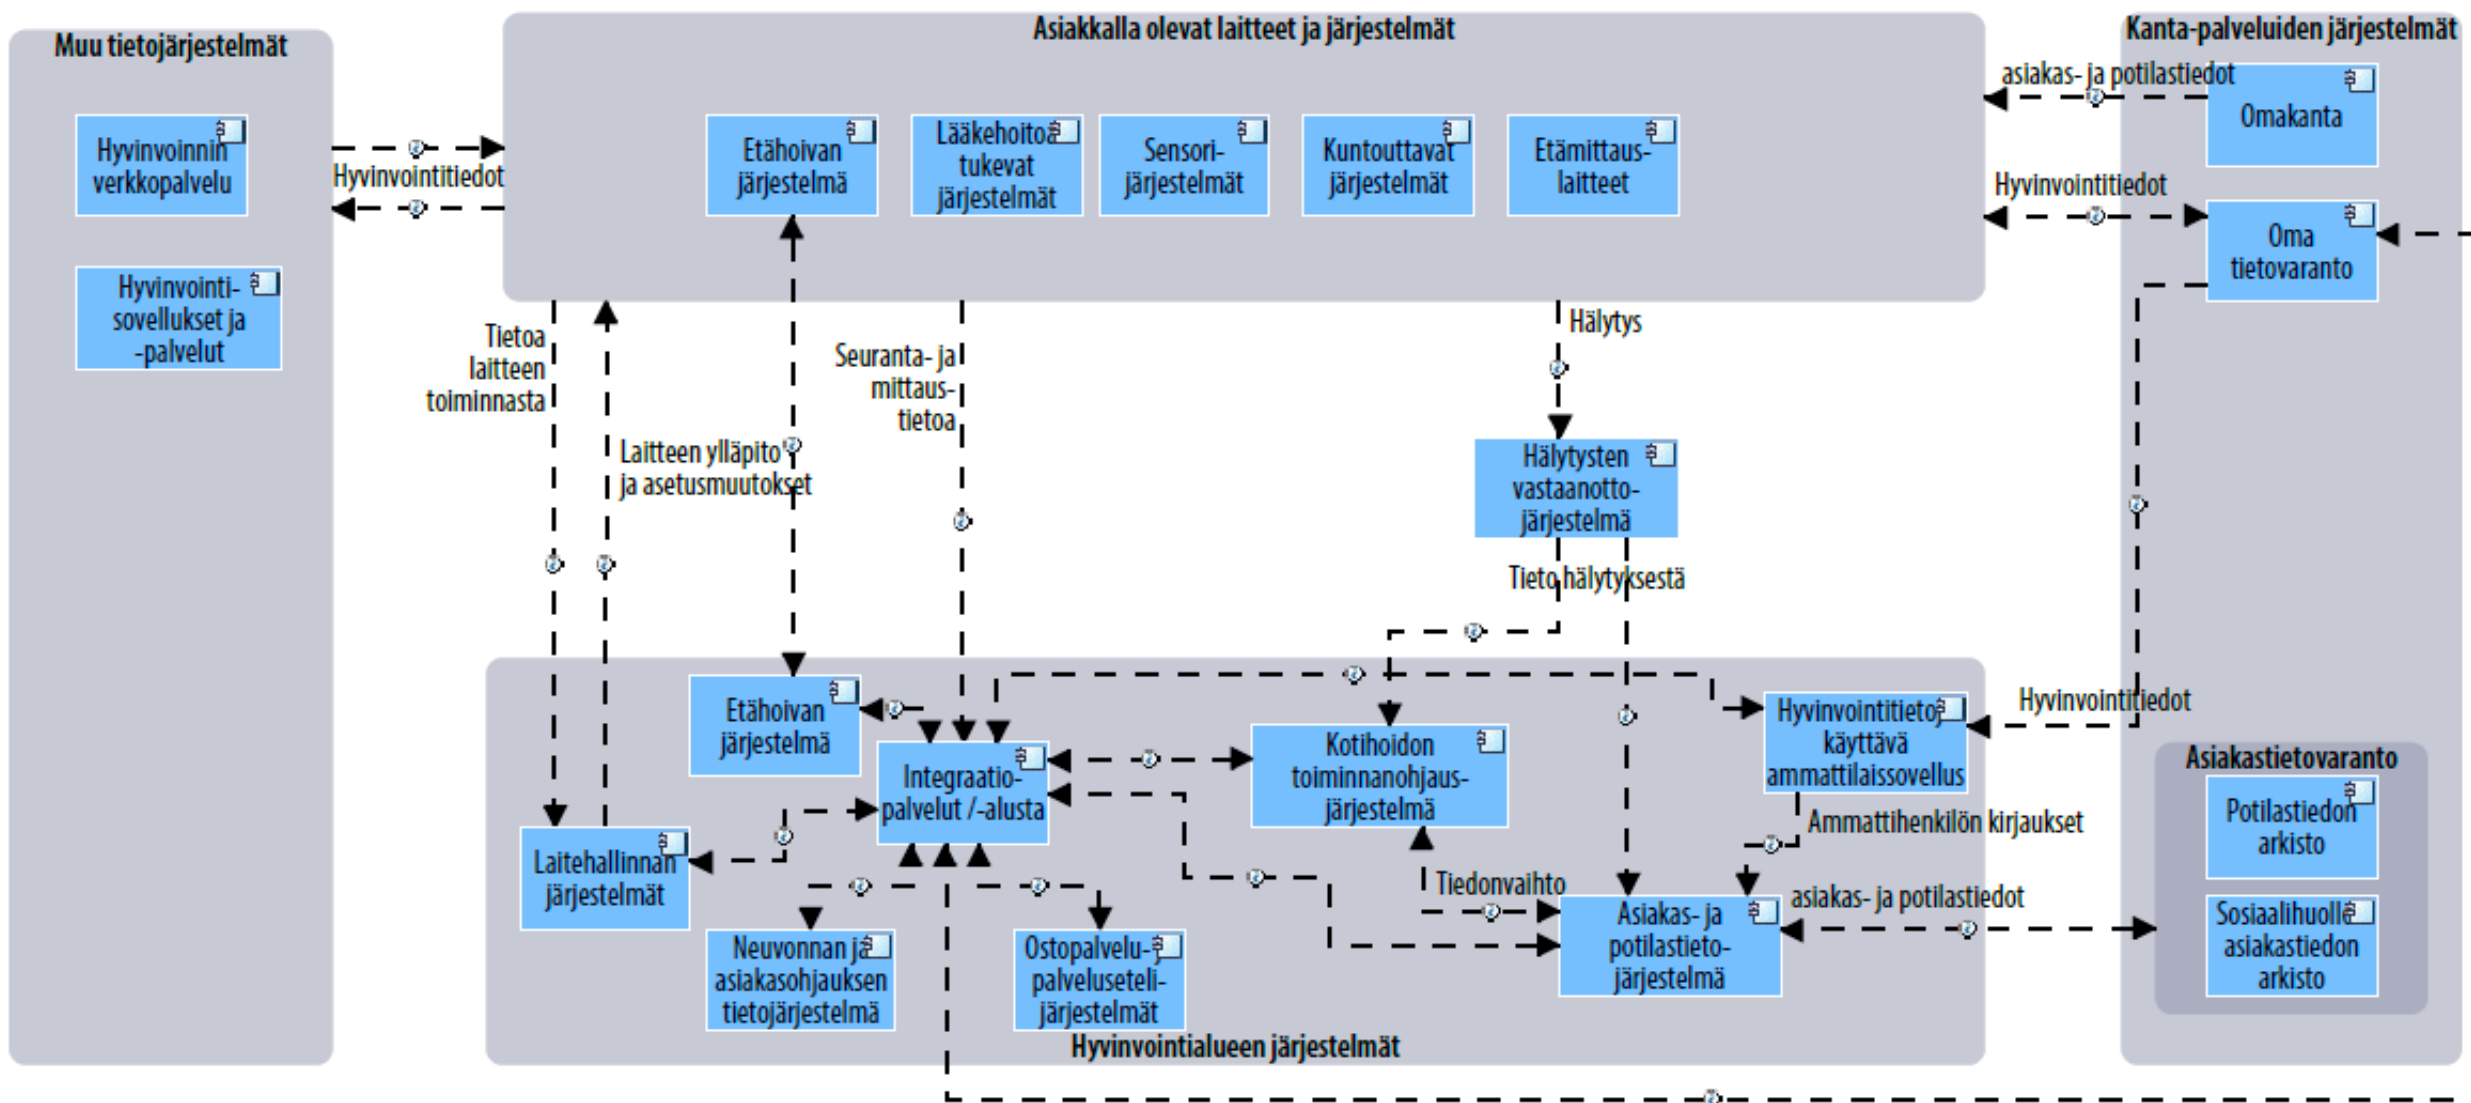 Muu tietojärjestelmät
Hyvinvoinnin
verkkopalvelu
Hyvinvointi-
sovellukset ja
-palvelut
Hyvinvointitiedot
Asiakkalla olevat laitteet ja järjestelmät
Etähoivan
järjestelmä
Lääkehoitoa
tukevat
järjestelmät
Sensori-
järjestelmät
Kuntouttavat
järjestelmät
Etämittaus-
laitteet
Kanta-palveluiden järjestelmät
asiakas- ja potilastiedot
Omakanta
Hyvinvointitiedot
Oma
tietovaranto
Tietoa
laitteen
toiminnasta
Laitteen ylläpito
ja asetusmuutokset
Seuranta- ja
mittaus-
tietoa
Hälytys
Hälytysten
vastaanotto-
järjestelmä
Tieto hälytyksestä
Etähoivan
järjestelmä
Integraatio-
palvelut /-alusta
Kotihoidon
toiminnanohjaus-
järjestelmä
Hyvinvointitietoj
käyttävä
ammattilaissovellus
Hyvinvointitiedot
Laitehallinnan
järjestelmät
Ammattihenkilön kirjaukset
Tiedonvaihto
Asiakas- ja
potilastieto-
järjestelmä
asiakas- ja potilastiedot
Neuvonnan ja
asiakasohjauksen
tietojärjestelmä
Ostopalvelu-
palveluseteli-
järjestelmät
Hyvinvointialueen järjestelmät
Asiakastietovaranto
Potilastiedon
arkisto
Sosiaalihuolle
asiakastiedon
arkisto